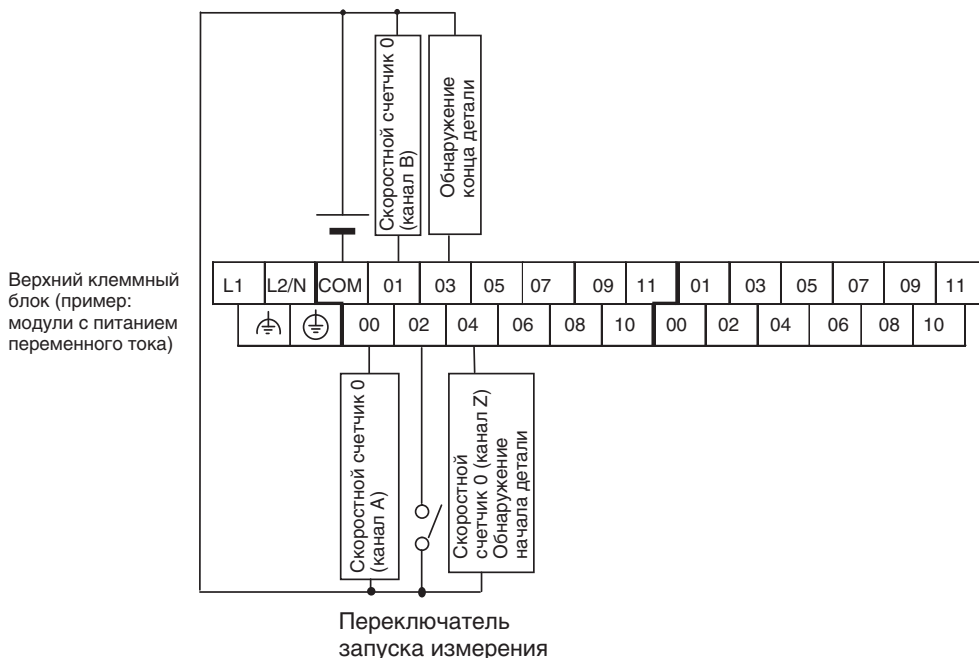 Скоростной счетчик 0
(канал B)
Обнаружение
конца детали
Верхний клеммный
блок (пример:
модули с питанием
переменного тока)
L1 L2/N COM 01 03 05 07 09 11 01 03 05 07 09 11
00 02 04 06 08 10 00 02 04 06 08 10
Скоростной счетчик 0
(канал A)
Скоростной
счетчик 0 (канал Z)
Обнаружение
начала детали
Переключатель
запуска измерения